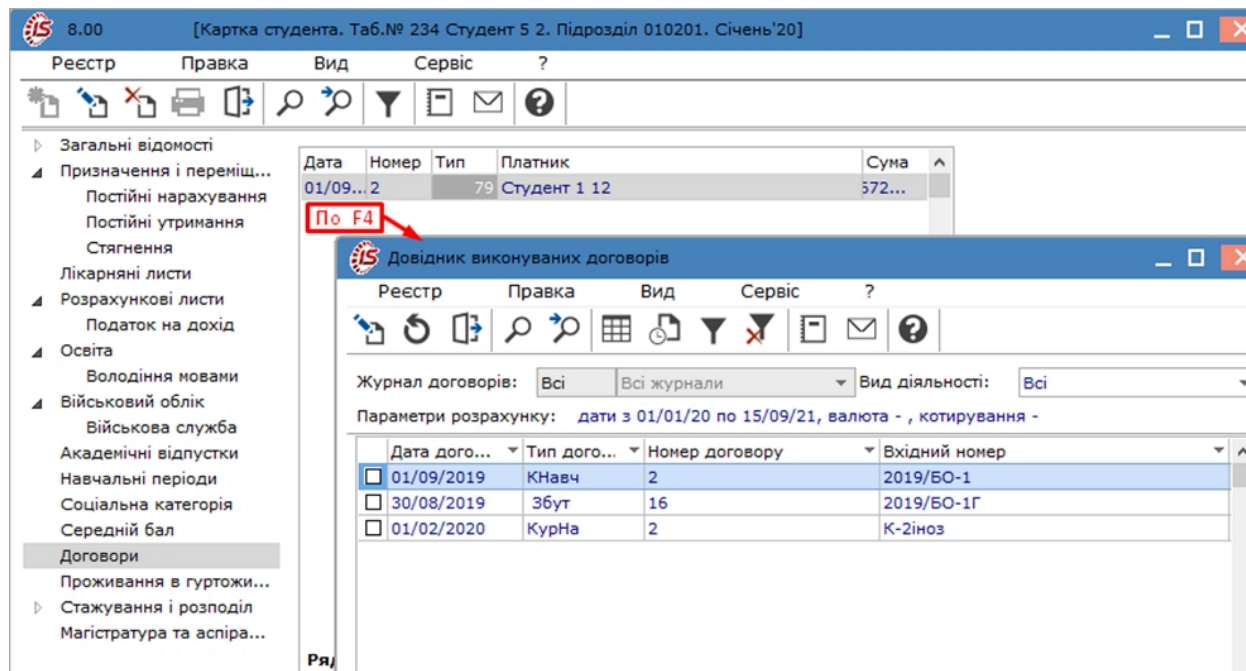 8.00 [Картка студента. Таб.№ 234 Студент 5 2. Підрозділ 010201. Січень'20]
Реєстр Правка Вид Сервіс ?
Загальні відомості
Призначення і переміщ...
Постійні нарахування
Постійні утримання
Стягнення
Лікарняні листи
Розрахункові листи
Податок на дохід
Освіта
Володіння мовами
Військовий облік
Військова служба
Академічні відпустки
Навчальні періоди
Соціальна категорія
Середній бал
Договори
Проживання в гуртожи...
Стажування і розподіл
Магістратура та аспіра...
Дата Номер Тип Платник Сума
01/09... 2 79 Студент 1 12 572...
По F4
Довідник виконуваних договорів
Реєстр Правка Вид Сервіс ?
Журнал договорів: Всі Всі журнали Вид діяльності: Всі
Параметри розрахунку: дати з 01/01/20 по 15/09/21, валюта - , котирування -
Дата дого... Тип дого... Номер договору Вхідний номер
01/09/2019 КНавч 2 2019/БО-1
30/08/2019 Збут 16 2019/БО-1Г
01/02/2020 КурНа 2 К-2іноз